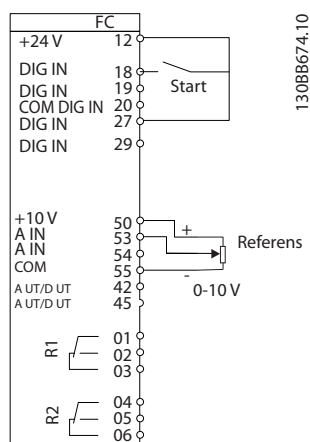 FC
+24 V 12
DIG IN 18
DIG IN 19
COM DIG IN 20
DIG IN 27
DIG IN 29
Start
+10 V 50
A IN 53
A IN 54
COM 55
A UT/D UT 42
A UT/D UT 45
+
-
Referens
0-10 V
R1
01
02
03
R2
04
05
06
130BB674.10